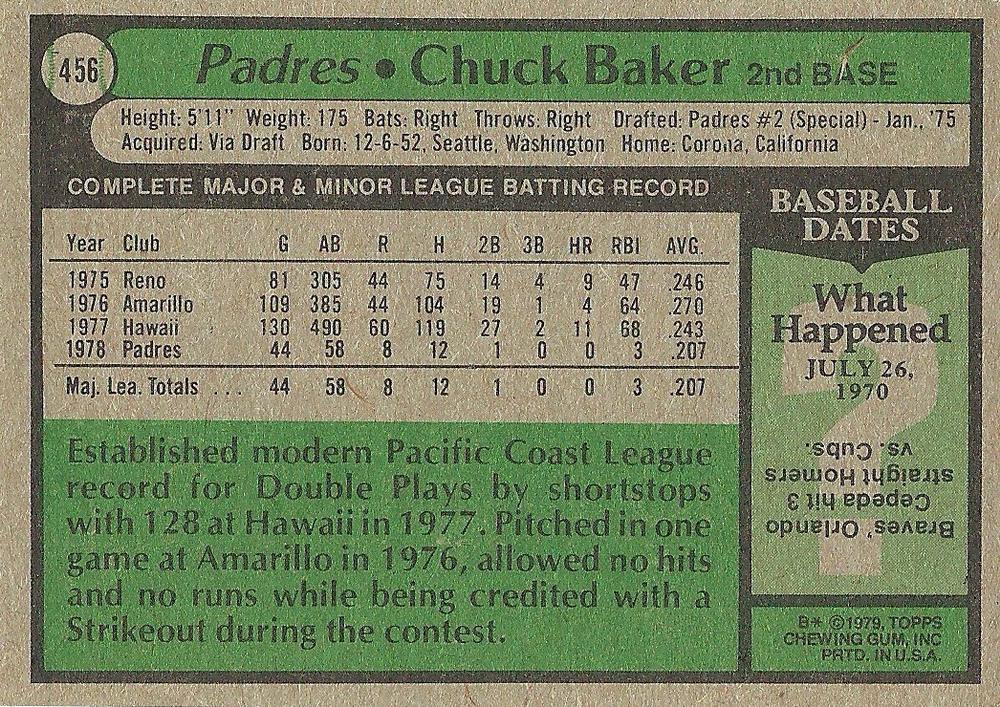 456
Padres • Chuck Baker 2nd BASE
Height: 5'11" Weight: 175 Bats: Right Throws: Right Drafted: Padres #2 (Special) - Jan., '75
Acquired: Via Draft Born: 12-6-52, Seattle, Washington Home: Corona, California
COMPLETE MAJOR & MINOR LEAGUE BATTING RECORD
Year Club G AB R H 2B 3B HR RBI AVG.
1975 Reno 81 305 44 75 14 4 9 47 .246
1976 Amarillo 109 385 44 104 19 1 4 64 .270
1977 Hawaii 130 490 60 119 27 2 11 68 .243
1978 Padres 44 58 8 12 1 0 0 3 .207
Maj. Lea. Totals ... 44 58 8 12 1 0 0 3 .207
Established modern Pacific Coast League
record for Double Plays by shortstops
with 128 at Hawaii in 1977. Pitched in one
game at Amarillo in 1976, allowed no hits
and no runs while being credited with a
Strikeout during the contest.
BASEBALL
DATES
What
Happened
JULY 26,
1970
?
Braves' Orlando
Cepeda hit 3
straight Homers
vs. Cubs.
B* ©1979, TOPPS
CHEWING GUM, INC
PRTD. IN U.S.A.